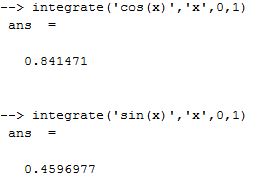 --> integrate('cos(x)','x',0,1)
ans =
0.841471
--> integrate('sin(x)','x',0,1)
ans =
0.4596977